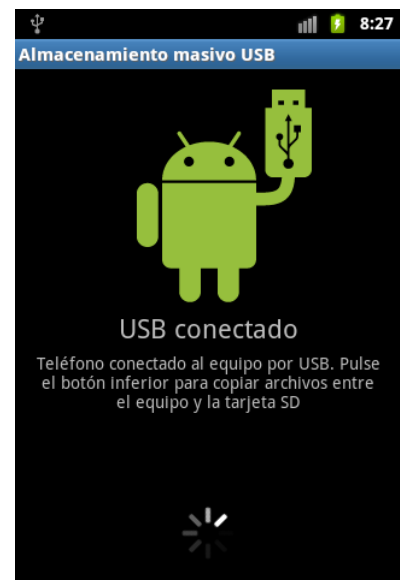 8:27
Almacenamiento masivo USB
USB conectado
Teléfono conectado al equipo por USB. Pulse
el botón inferior para copiar archivos entre
el equipo y la tarjeta SD